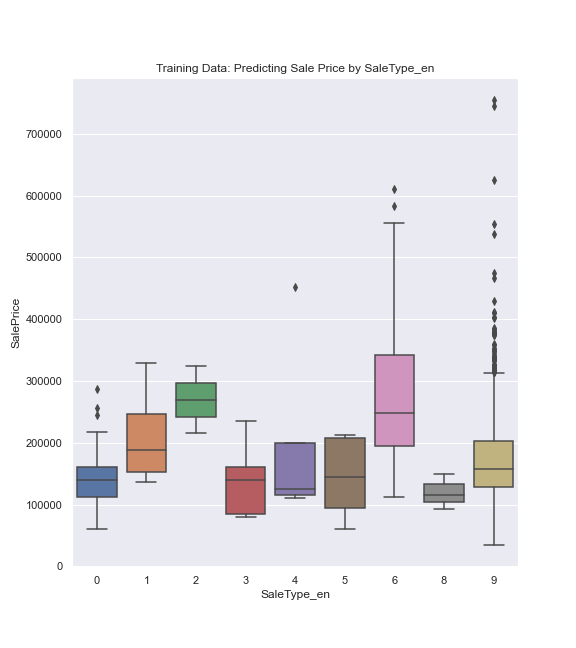 Training Data: Predicting Sale Price by SaleType_en
700000
600000
500000
400000
300000
200000
100000
0
SalePrice
0 1 2 3 4 5 6 8 9
SaleType_en